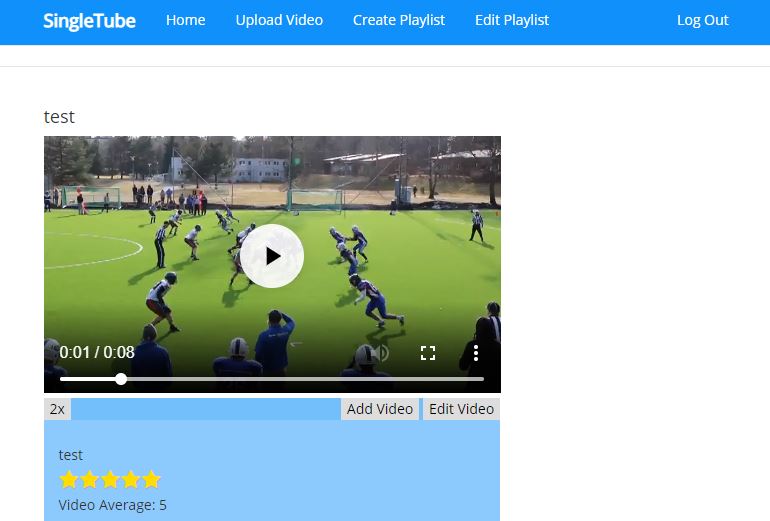 SingleTube Home Upload Video Create Playlist Edit Playlist Log Out
test
0:01 / 0:08
2x Add Video Edit Video
test
Video Average: 5